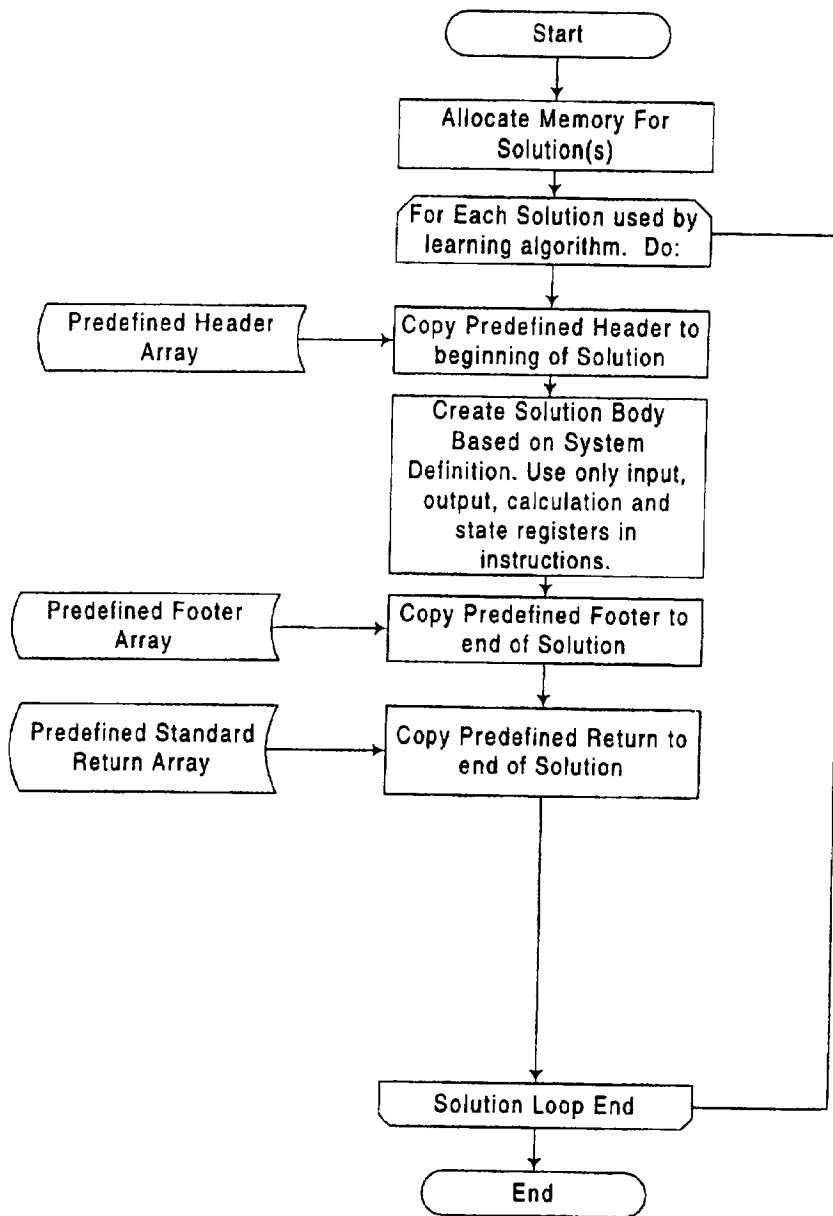 Start
Allocate Memory For
Solution(s)
For Each Solution used by
learning algorithm. Do:
Predefined Header
Array
Copy Predefined Header to
beginning of Solution
Create Solution Body
Based on System
Definition. Use only input,
output, calculation and
state registers in
instructions.
Predefined Footer
Array
Copy Predefined Footer to
end of Solution
Predefined Standard
Return Array
Copy Predefined Return to
end of Solution
Solution Loop End
End